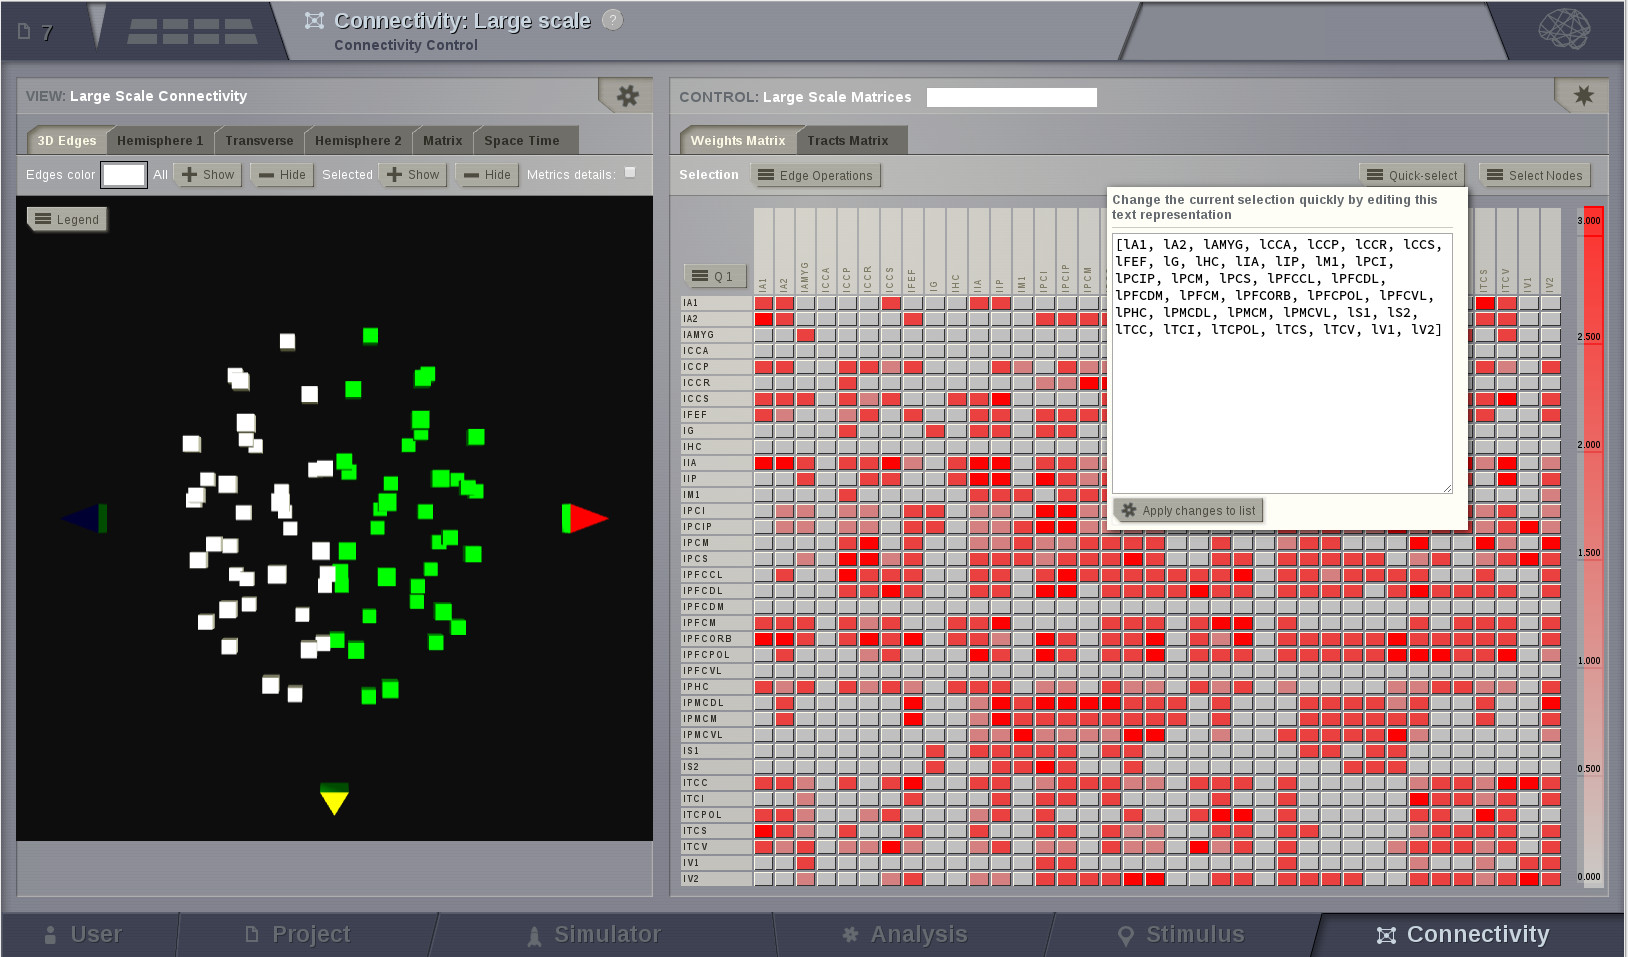 7
Connectivity: Large scale ?
Connectivity Control
VIEW: Large Scale Connectivity
3D Edges Hemisphere 1 Transverse Hemisphere 2 Matrix Space Time
Edges color All Show Hide Selected Show Hide Metrics details:
Legend
CONTROL: Large Scale Matrices
Weights Matrix Tracts Matrix
Selection Edge Operations Quick-select Select Nodes
Change the current selection quickly by editing this
text representation
[lA1, lA2, lAMYG, lCCA, lCCP, lCCR, lCCS,
lFEF, lG, lHC, lIA, lIP, lM1, lPCI,
lPCIP, lPCM, lPCS, lPFCCL, lPFCDL,
lPFCDM, lPFCM, lPFCORB, lPFCPOL, lPFCVL,
lPHC, lPMCDL, lPMCM, lPMCVL, lS1, lS2,
lTCC, lTCI, lTCPOL, lTCS, lTCV, lV1, lV2]
Apply changes to list
Q 1
lA1 lA2 lAMYG lCCA lCCP lCCR lCCS lFEF lG lHC lIA lIP lM1 lPCI lPCIP lPCM lTCS lTCV lV1 lV2
lA1
lA2
lAMYG
lCCA
lCCP
lCCR
lCCS
lFEF
lG
lHC
lIA
lIP
lM1
lPCI
lPCIP
lPCM
lPCS
lPFCCL
lPFCDL
lPFCDM
lPFCM
lPFCORB
lPFCPOL
lPFCVL
lPHC
lPMCDL
lPMCM
lPMCVL
lS1
lS2
lTCC
lTCI
lTCPOL
lTCS
lTCV
lV1
lV2
3.000
2.500
2.000
1.500
1.000
0.500
0.000
User Project Simulator Analysis Stimulus Connectivity